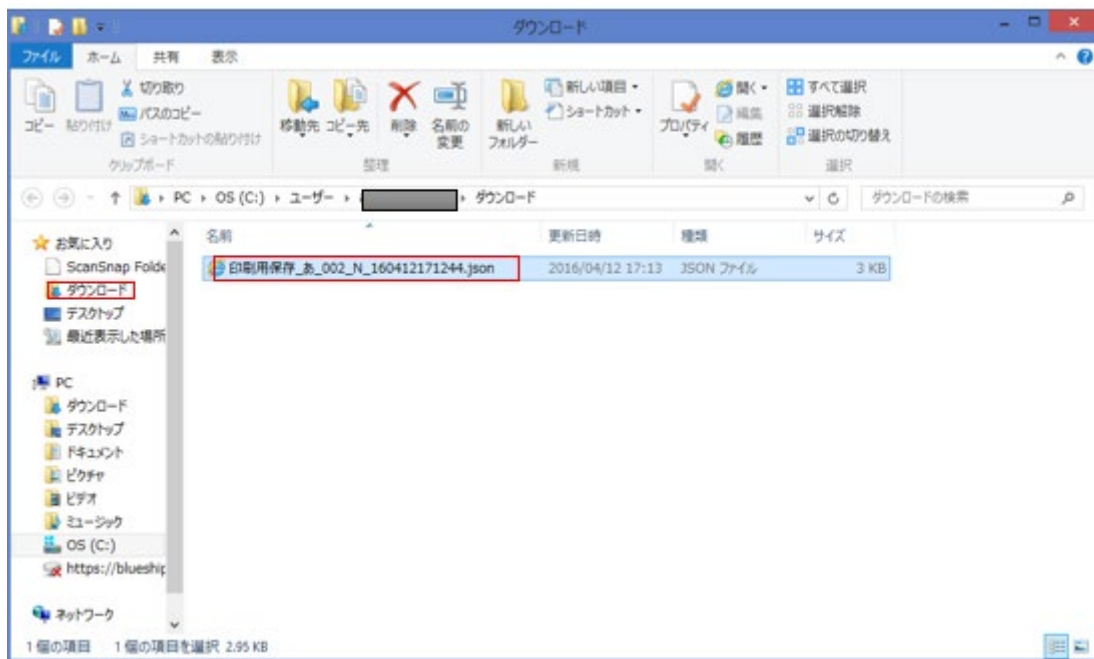 ダウンロード
ファイル ホーム 共有 表示
コピー 貼り付け 切り取り
パスのコピー
ショートカットの貼り付け
クリップボード
移動先 コピー先 削除 名前の変更
整理
新しいフォルダー 新しい項目
ショートカット
新規
プロパティ 開く
編集
履歴
開く
すべて選択
選択解除
選択の切り替え
選択
PC OS (C:) ユーザー ダウンロード
ダウンロードの検索
名前 更新日時 種類 サイズ
印刷用保存_あ_002_N_160412171244.json 2016/04/12 17:13 JSON ファイル 3 KB
お気に入り
ScanSnap Folde
ダウンロード
デスクトップ
最近表示した場所
PC
ダウンロード
デスクトップ
ドキュメント
ピクチャ
ビデオ
ミュージック
OS (C:)
https://blueship
ネットワーク
1 個の項目 1 個の項目を選択 2.95 KB